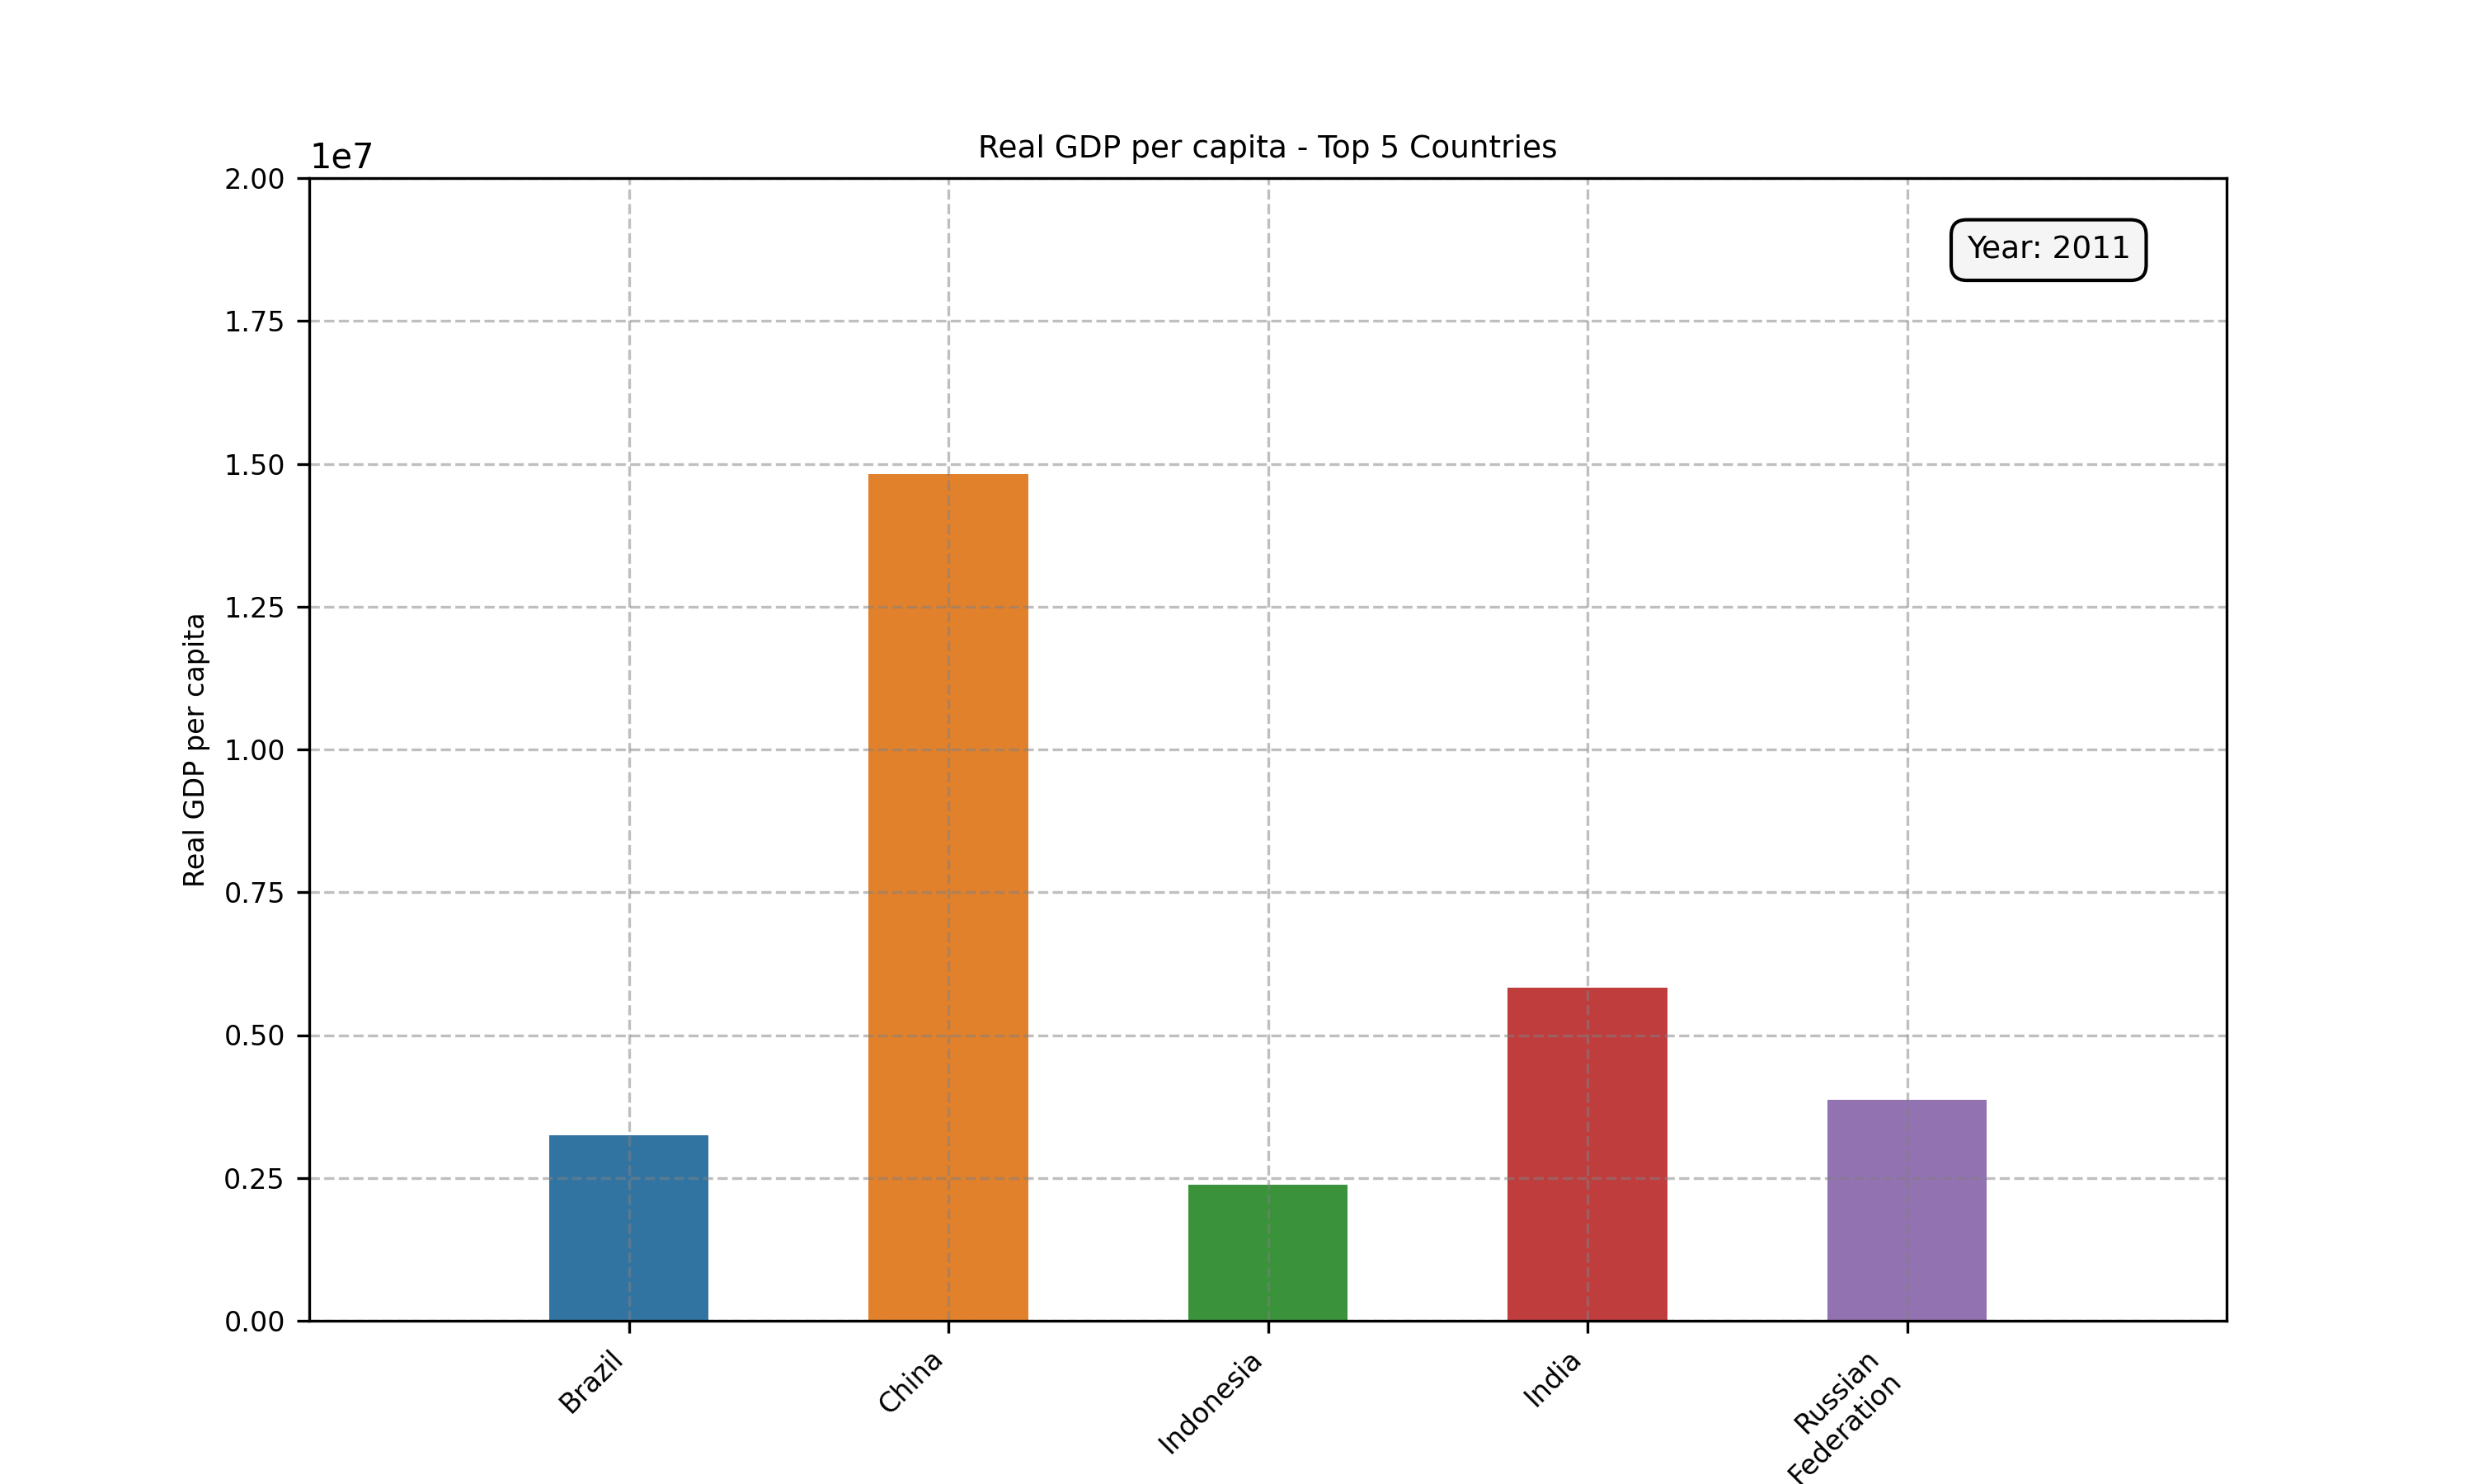 Real GDP per capita - Top 5 Countries
1e7
2.00
1.75
1.50
1.25
1.00
0.75
0.50
0.25
0.00
Real GDP per capita
Year: 2011
Brazil
China
Indonesia
India
Russian
Federation